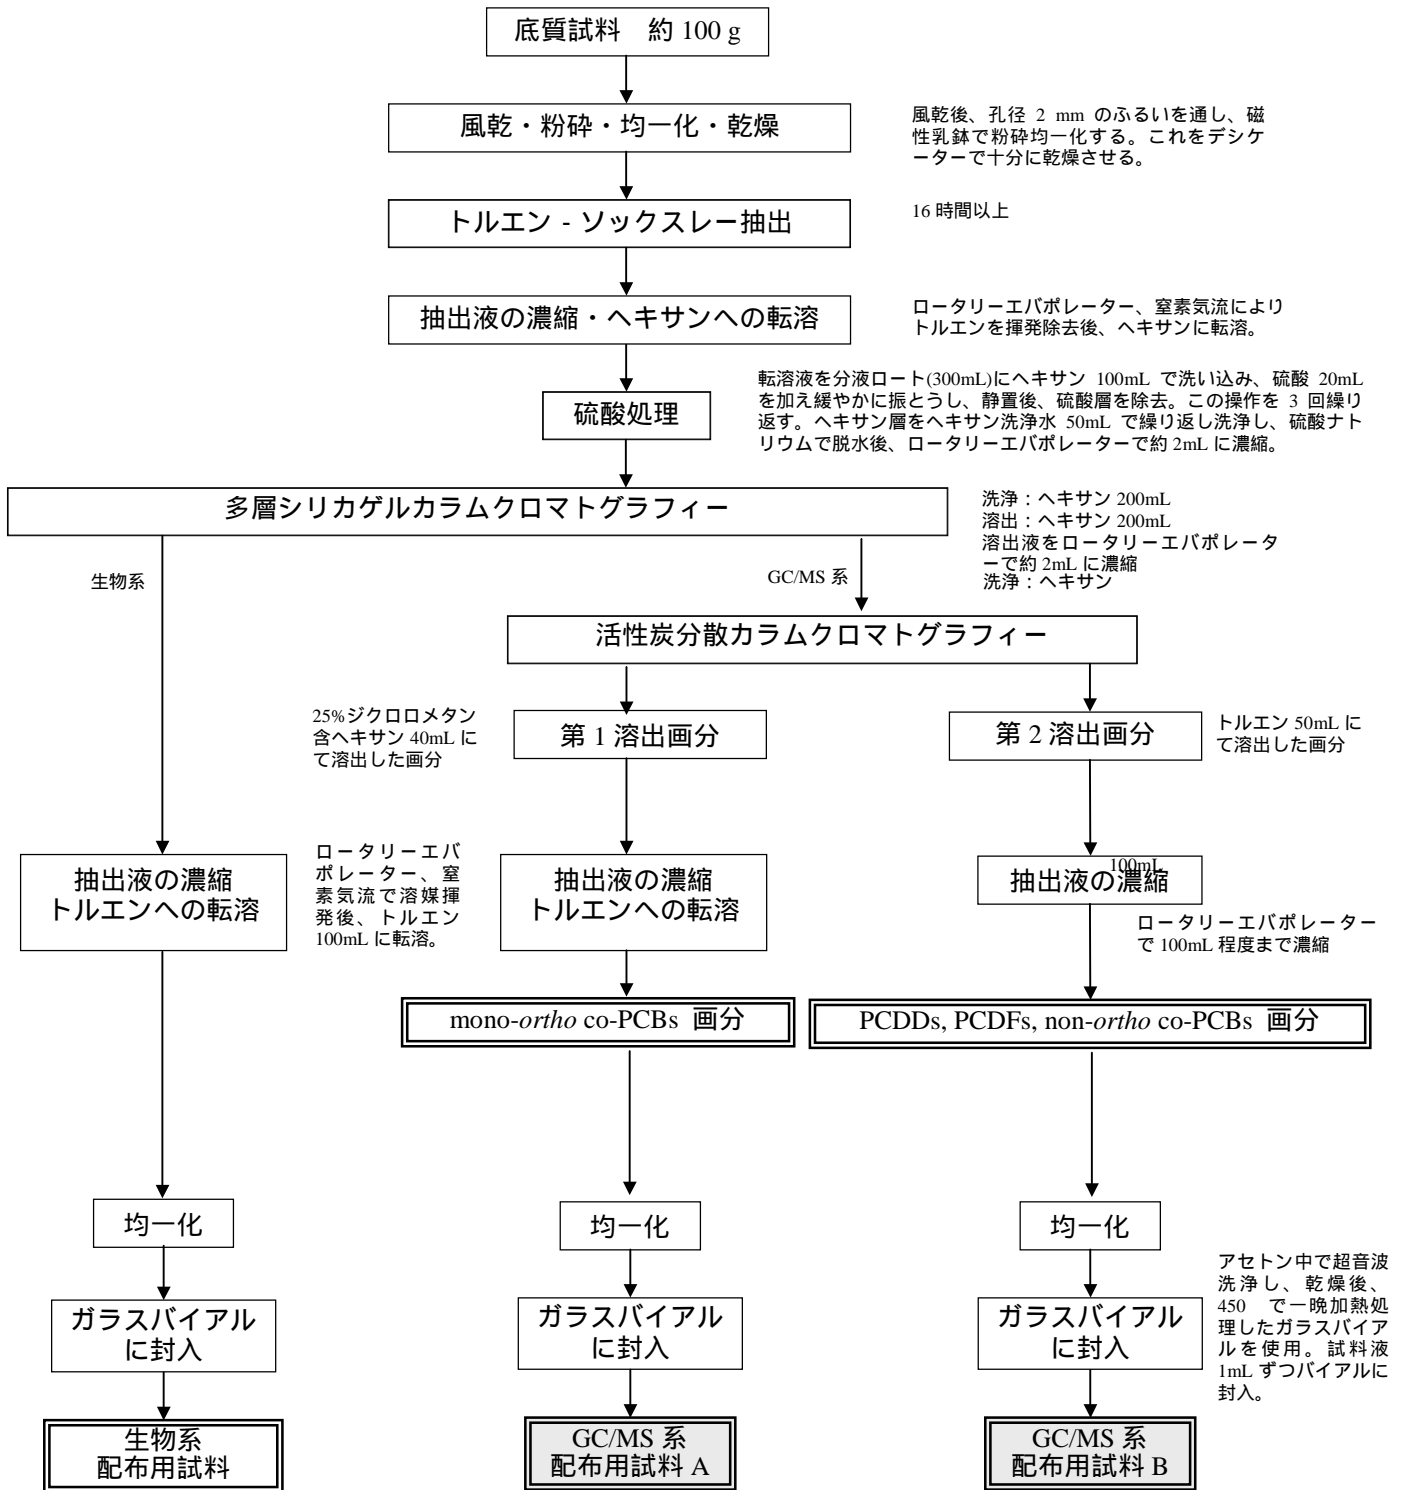 底質試料　約 100 g
風乾・粉砕・均一化・乾燥
風乾後、孔径 2 mm のふるいを通し、磁
性乳鉢で粉砕均一化する。これをデシケ
ーターで十分に乾燥させる。
トルエン - ソックスレー抽出
16 時間以上
抽出液の濃縮・ヘキサンへの転溶
ロータリーエバポレーター、窒素気流により
トルエンを揮発除去後、ヘキサンに転溶。
硫酸処理
転溶液を分液ロート(300mL)にヘキサン 100mL で洗い込み、硫酸 20mL
を加え緩やかに振とうし、静置後、硫酸層を除去。この操作を 3 回繰り
返す。ヘキサン層をヘキサン洗浄水 50mL で繰り返し洗浄し、硫酸ナト
リウムで脱水後、ロータリーエバポレーターで約 2mL に濃縮。
多層シリカゲルカラムクロマトグラフィー
洗浄：ヘキサン 200mL
溶出：ヘキサン 200mL
溶出液をロータリーエバポレータ
ーで約 2mL に濃縮
洗浄：ヘキサン
生物系
GC/MS 系
活性炭分散カラムクロマトグラフィー
25%ジクロロメタン
含ヘキサン 40mL に
て溶出した画分
第 1 溶出画分
第 2 溶出画分
トルエン 50mL に
て溶出した画分
抽出液の濃縮
トルエンへの転溶
ロータリーエバ
ポレーター、窒
素気流で溶媒揮
発後、トルエン
100mL に転溶。
抽出液の濃縮
トルエンへの転溶
100mL
抽出液の濃縮
ロータリーエバポレーター
で 100mL 程度まで濃縮
mono-ortho co-PCBs 画分
PCDDs, PCDFs, non-ortho co-PCBs 画分
均一化
均一化
均一化
ガラスバイアル
に封入
ガラスバイアル
に封入
ガラスバイアル
に封入
アセトン中で超音波
洗浄し、乾燥後、
450　で一晩加熱処
理したガラスバイア
ルを使用。試料液
1mL ずつバイアルに
封入。
生物系
配布用試料
GC/MS 系
配布用試料 A
GC/MS 系
配布用試料 B